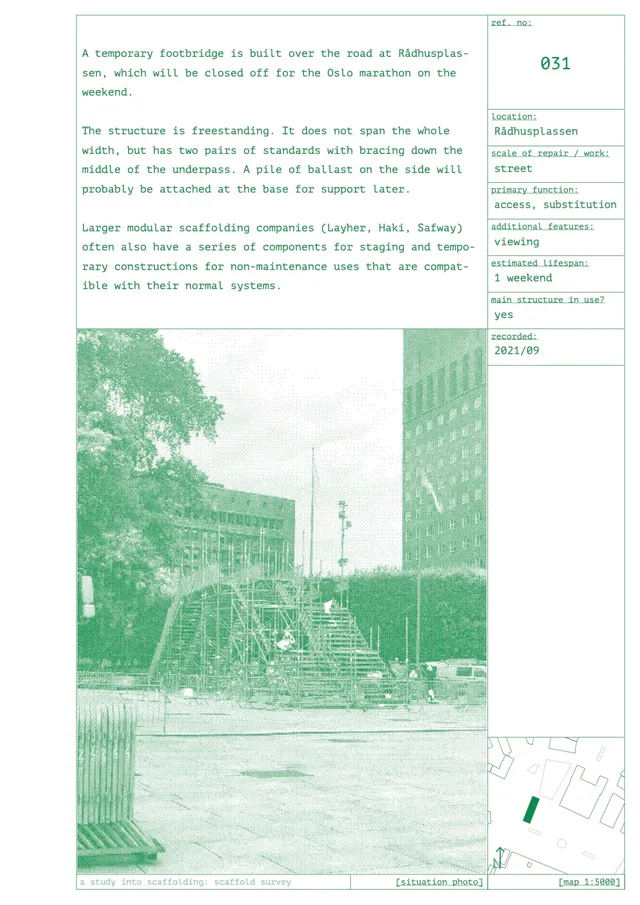 A temporary footbridge is built over the road at Rådhusplas-
sen, which will be closed off for the Oslo marathon on the
weekend.
The structure is freestanding. It does not span the whole
width, but has two pairs of standards with bracing down the
middle of the underpass. A pile of ballast on the side will
probably be attached at the base for support later.
Larger modular scaffolding companies (Layher, Haki, Safway)
often also have a series of components for staging and tempo-
rary constructions for non-maintenance uses that are compat-
ible with their normal systems.
ref. no:
031
location:
Rådhusplassen
scale of repair / work:
street
primary function:
access, substitution
additional features:
viewing
estimated lifespan:
1 weekend
main structure in use?
yes
recorded:
2021/09
a study into scaffolding: scaffold survey
[situation photo]
[map 1:5000]